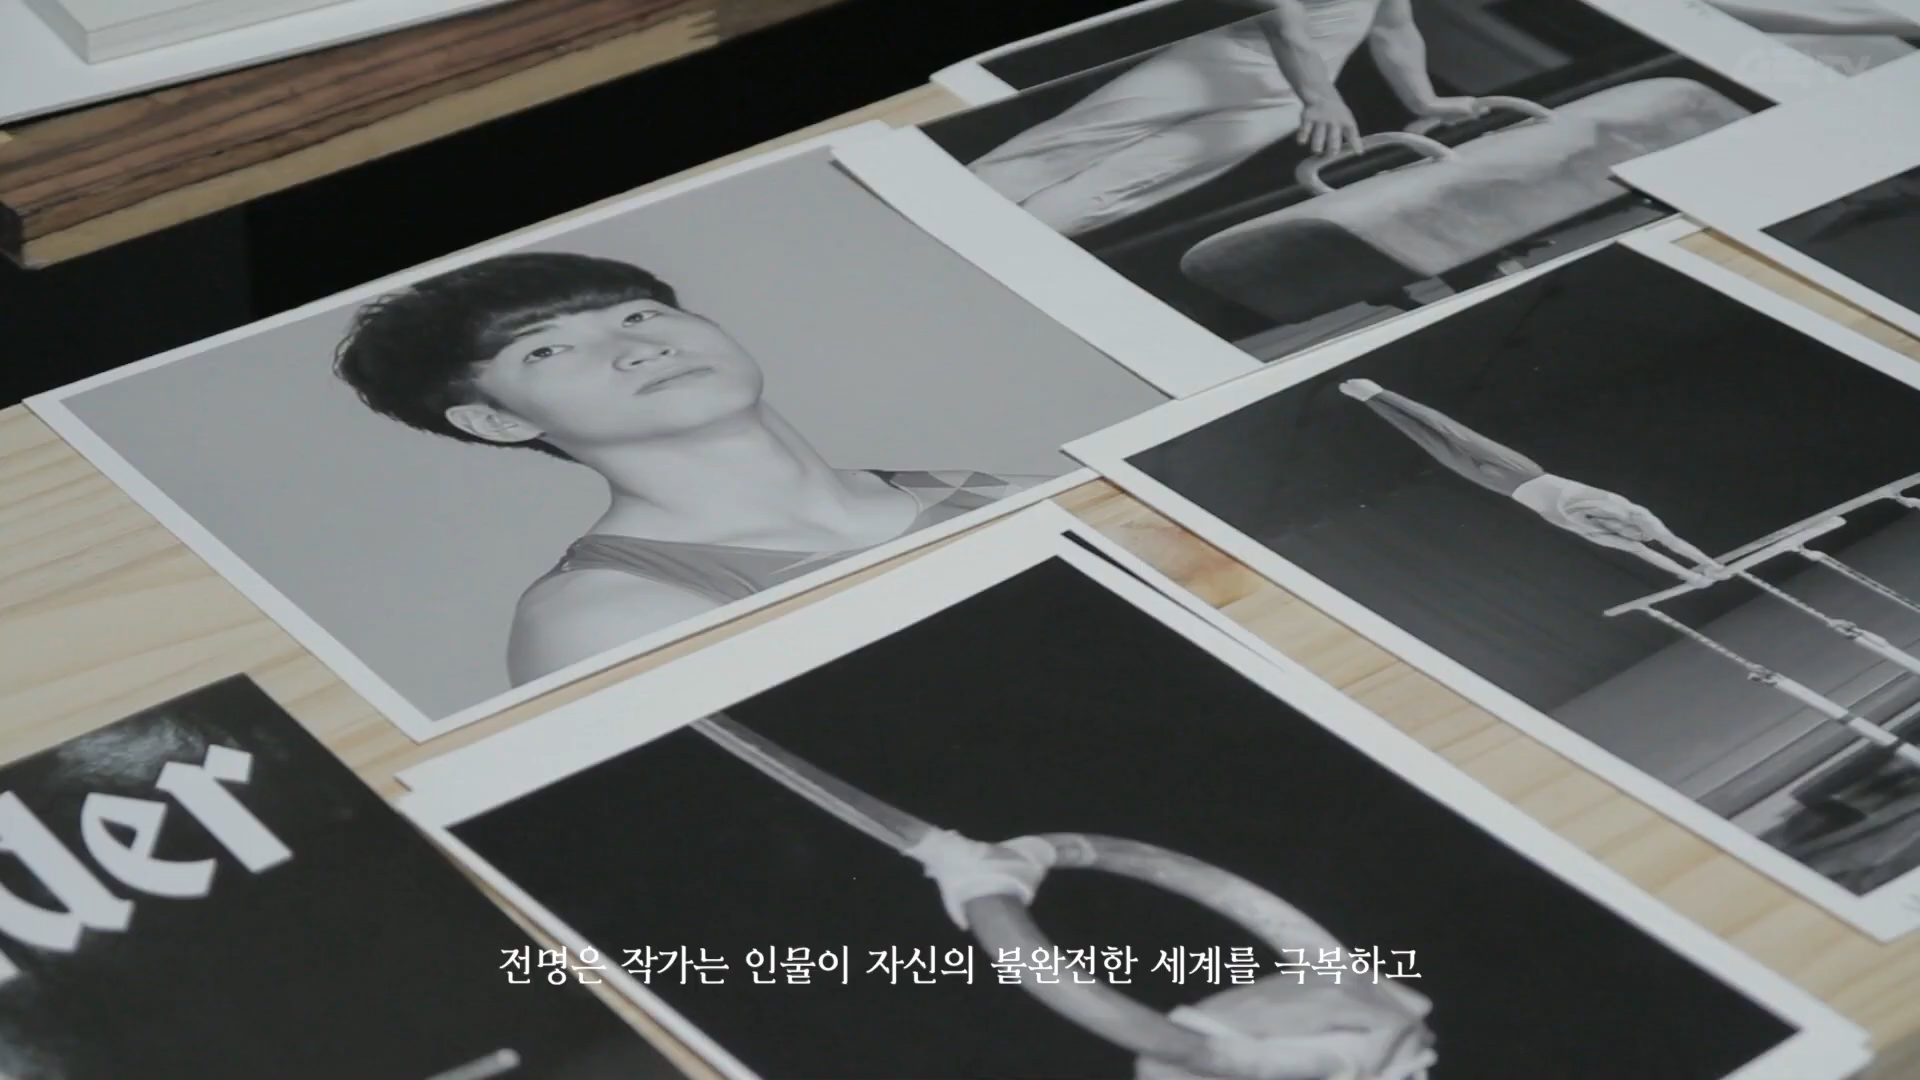 der
전명은 작가는 인물이 자신의 불완전한 세계를 극복하고